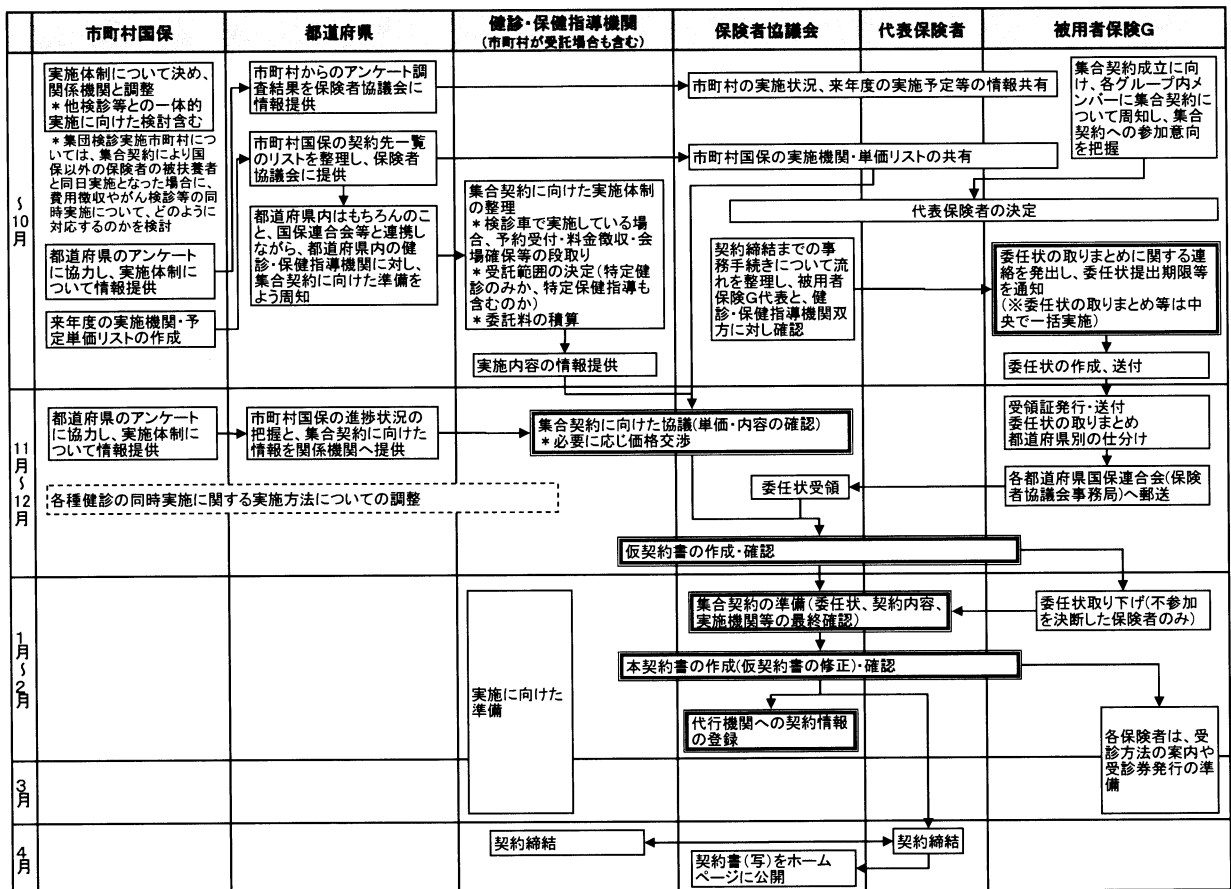 市町村国保
都道府県
健診・保健指導機関
(市町村が受託場合も含む)
保険者協議会
代表保険者
被用者保険G
～10月
実施体制について決め、
関係機関と調整
＊他検診等との一体的
実施に向けた検討含む
＊集団検診実施市町村につ
いては、集合契約により国
保以外の保険者の被扶養者
と同日実施となった場合に、
費用徴収やがん検診等の同
時実施について、どのように
対応するのかを検討
都道府県のアンケート
に協力し、実施体制に
ついて情報提供
来年度の実施機関・予
定単価リストの作成
市町村からのアンケート調
査結果を保険者協議会に
情報提供
市町村国保の契約先一覧
のリストを整理し、保険者
協議会に提供
都道府県内はもちろんのこ
と、国保連合会等と連携し
ながら、都道府県内の健
診・保健指導機関に対し、
集合契約に向けた準備を
よう周知
集合契約に向けた実施体制
の整理
＊検診車で実施している場
合、予約受付・料金徴収・会
場確保等の段取り
＊受託範囲の決定(特定健
診のみか、特定保健指導も
含むのか)
＊委託料の積算
実施内容の情報提供
市町村の実施状況、来年度の実施予定等の情報共有
市町村国保の実施機関・単価リストの共有
代表保険者の決定
契約締結までの事
務手続きについて流
れを整理し、被用者
保険G代表と、健
診・保健指導機関双
方に対し確認
集合契約成立に向
け、各グループ内メ
ンバーに集合契約に
ついて周知し、集合
契約への参加意向
を把握
委任状の取りまとめに関する連
絡を発出し、委任状提出期限等
を通知
(※委任状の取りまとめ等は中
央で一括実施)
委任状の作成、送付
11月～12月
都道府県のアンケート
に協力し、実施体制に
ついて情報提供
市町村国保の進捗状況の
把握と、集合契約に向けた
情報を関係機関へ提供
集合契約に向けた協議(単価・内容の確認)
＊必要に応じ価格交渉
受領証発行・送付
委任状の取りまとめ
都道府県別の仕分け
各種健診の同時実施に関する実施方法についての調整
委任状受領
各都道府県国保連合会(保険
者協議会事務局)へ郵送
仮契約書の作成・確認
1月～2月
集合契約の準備(委任状、契約内容、
実施機関等の最終確認)
委任状取り下げ(不参加
を決断した保険者のみ)
本契約書の作成(仮契約書の修正)・確認
実施に向けた
準備
代行機関への契約情報
の登録
各保険者は、受
診方法の案内や
受診券発行の準
備
3月
4月
契約締結
契約締結
契約書(写)をホーム
ページに公開